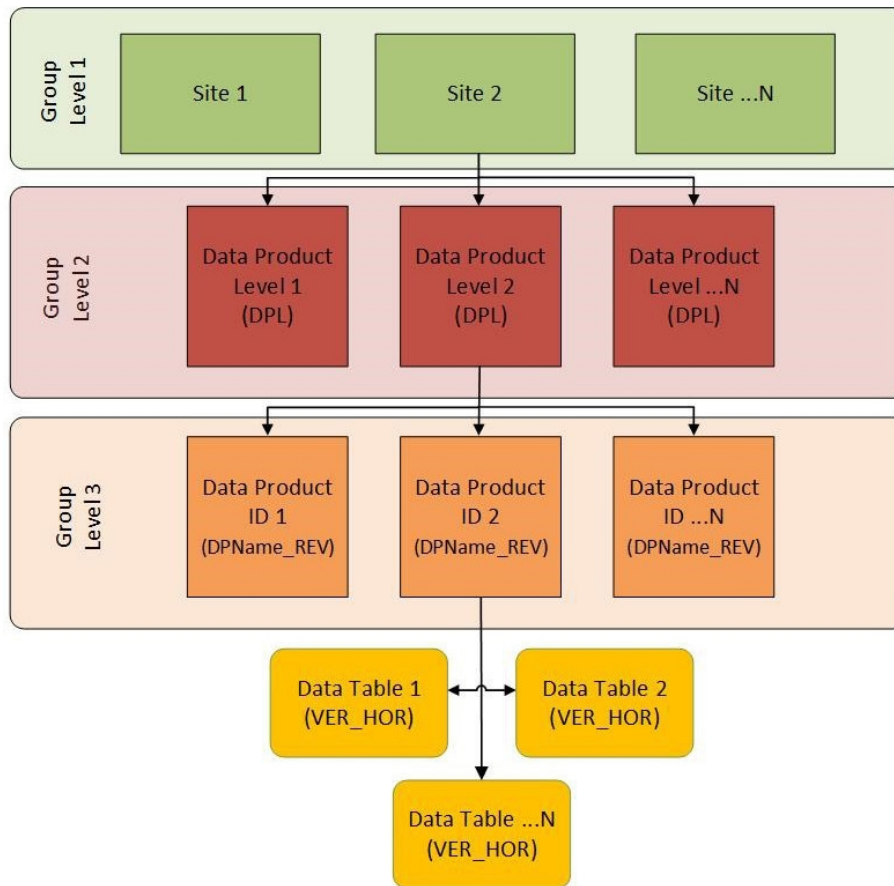 Group
Level 1
Site 1
Site 2
Site ...N
Group
Level 2
Data Product
Level 1
(DPL)
Data Product
Level 2
(DPL)
Data Product
Level ...N
(DPL)
Group
Level 3
Data Product
ID 1
(DPName_REV)
Data Product
ID 2
(DPName_REV)
Data Product
ID ...N
(DPName_REV)
Data Table 1
(VER_HOR)
Data Table 2
(VER_HOR)
Data Table ...N
(VER_HOR)